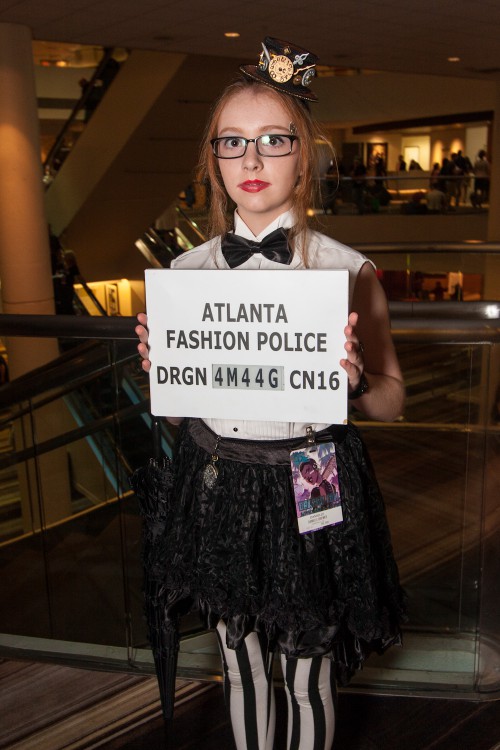 ATLANTA
FASHION POLICE
DRGN 4M44G CN16